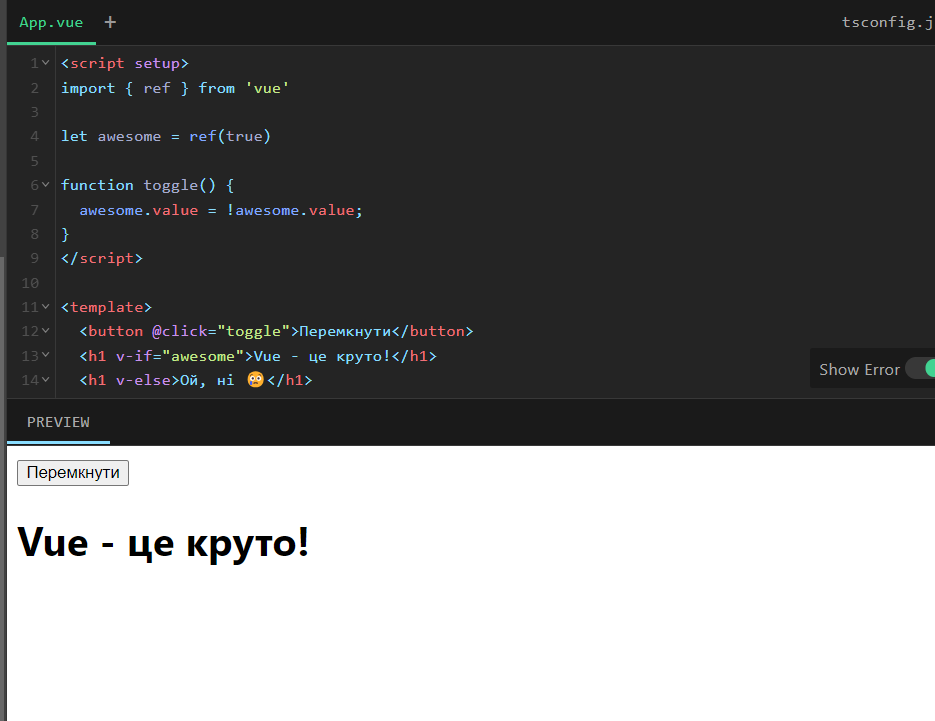 App.vue + tsconfig.j
1 <script setup>
2 import { ref } from 'vue'
3
4 let awesome = ref(true)
5
6 function toggle() {
7   awesome.value = !awesome.value;
8 }
9 </script>
10
11 <template>
12   <button @click="toggle">Перемкнути</button>
13   <h1 v-if="awesome">Vue - це круто!</h1>
14   <h1 v-else>Ой, ні 😳</h1>
Show Error
PREVIEW
Перемкнути
Vue - це круто!